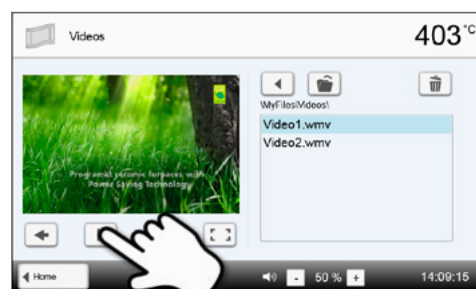 Videos
403 °C
Programat ceramic furnaces with
Power Saving Technology
\MyFiles\Videos\
Video1.wmv
Video2.wmv
Home
- 50 % +
14:09:15